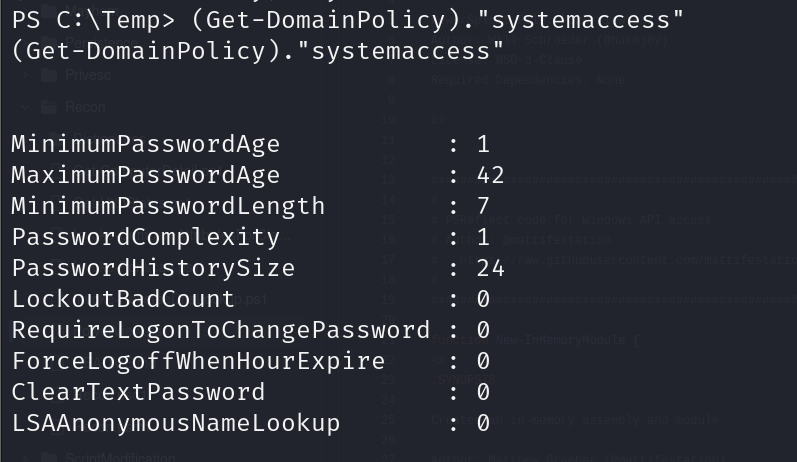 PS C:\Temp> (Get-DomainPolicy)."systemaccess"
(Get-DomainPolicy)."systemaccess"
MinimumPasswordAge : 1
MaximumPasswordAge : 42
MinimumPasswordLength : 7
PasswordComplexity : 1
PasswordHistorySize : 24
LockoutBadCount : 0
RequireLogonToChangePassword : 0
ForceLogoffWhenHourExpire : 0
ClearTextPassword : 0
LSAAnonymousNameLookup : 0